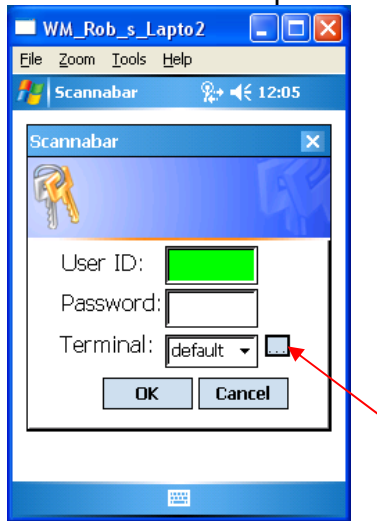 WM_Rob_s_Lapto2
File Zoom Tools Help
Scannabar 12:05
Scannabar
User ID:
Password:
Terminal: default ...
OK Cancel